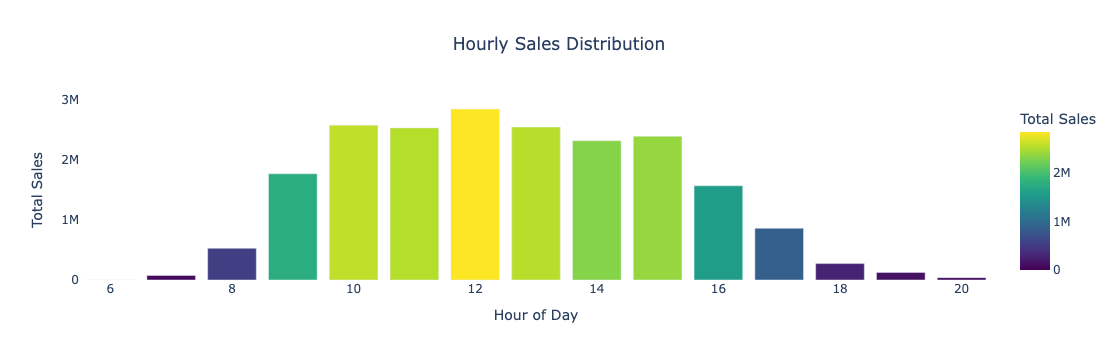 Hourly Sales Distribution
Total Sales
3M
2M
1M
0
6 8 10 12 14 16 18 20
Hour of Day
Total Sales
2M
1M
0